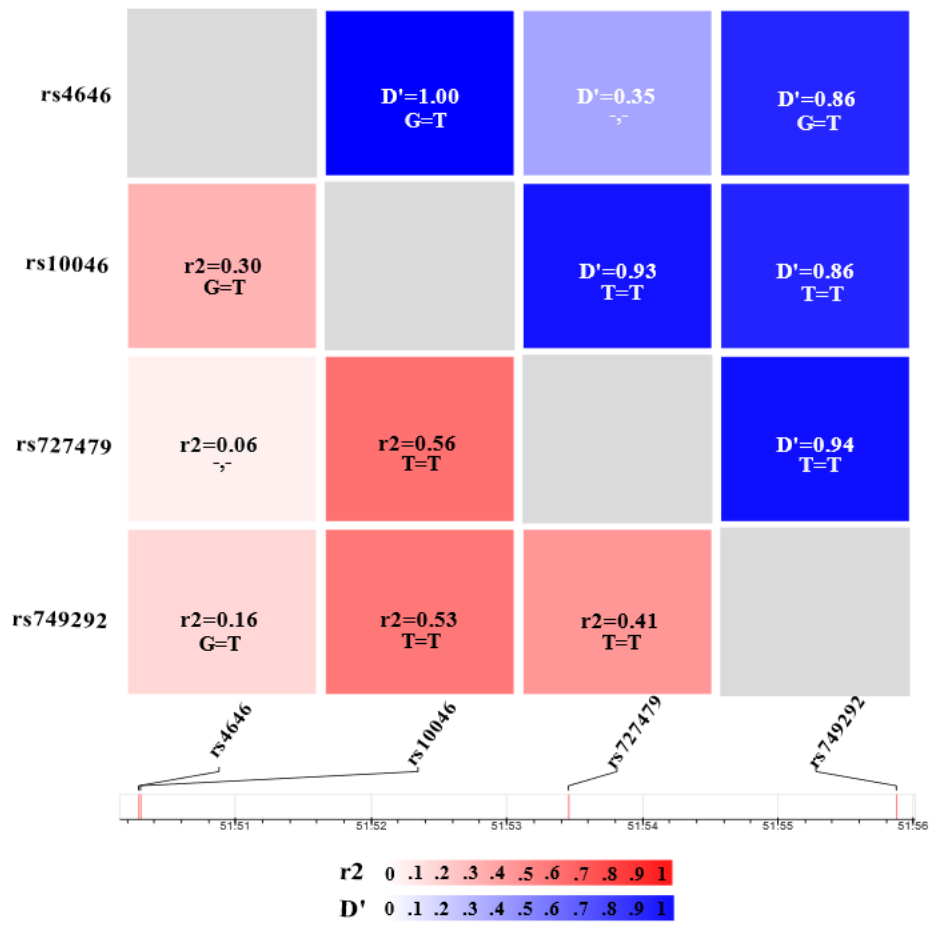 rs4646
D'=1.00
G=T
D'=0.35
-,-
D'=0.86
G=T
rs10046
r2=0.30
G=T
D'=0.93
T=T
D'=0.86
T=T
rs727479
r2=0.06
-,-
r2=0.56
T=T
D'=0.94
T=T
rs749292
r2=0.16
G=T
r2=0.53
T=T
r2=0.41
T=T
rs4646
rs10046
rs727479
rs749292
51:51 51:52 51:53 51:54 51:55 51:56
r2 0 .1 .2 .3 .4 .5 .6 .7 .8 .9 1
D' 0 .1 .2 .3 .4 .5 .6 .7 .8 .9 1